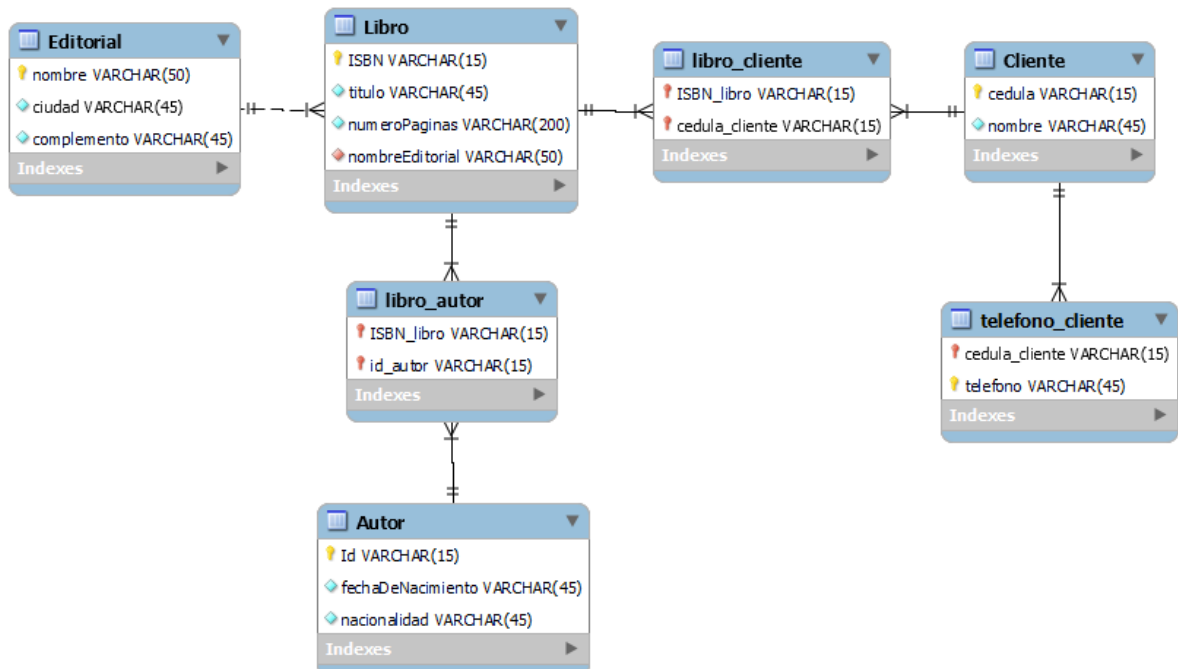 Editorial
nombre VARCHAR(50)
ciudad VARCHAR(45)
complemento VARCHAR(45)
Indexes
Libro
ISBN VARCHAR(15)
titulo VARCHAR(45)
numeroPaginas VARCHAR(200)
nombreEditorial VARCHAR(50)
Indexes
libro_cliente
ISBN_libro VARCHAR(15)
cedula_cliente VARCHAR(15)
Indexes
Cliente
cedula VARCHAR(15)
nombre VARCHAR(45)
Indexes
libro_autor
ISBN_libro VARCHAR(15)
id_autor VARCHAR(15)
Indexes
telefono_cliente
cedula_cliente VARCHAR(15)
telefono VARCHAR(45)
Indexes
Autor
Id VARCHAR(15)
fechaDeNacimiento VARCHAR(45)
nacionalidad VARCHAR(45)
Indexes